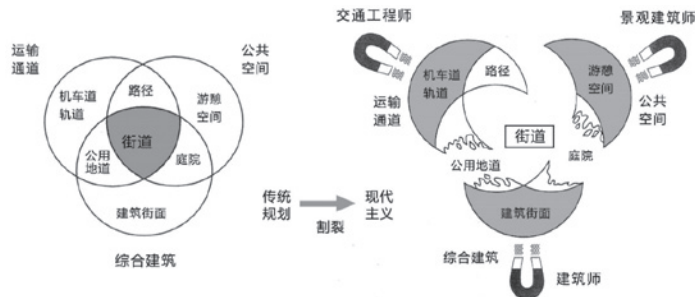 运输
通道
公共
空间
机车道
轨道
路径
游憩
空间
街道
公用
地道
庭院
建筑街面
综合建筑
传统
规划
割裂
现代
主义
交通工程师
景观建筑师
机车道
轨道
路径
游憩
空间
运输
通道
公共
空间
街道
公用地道
庭院
建筑街面
综合建筑
建筑师